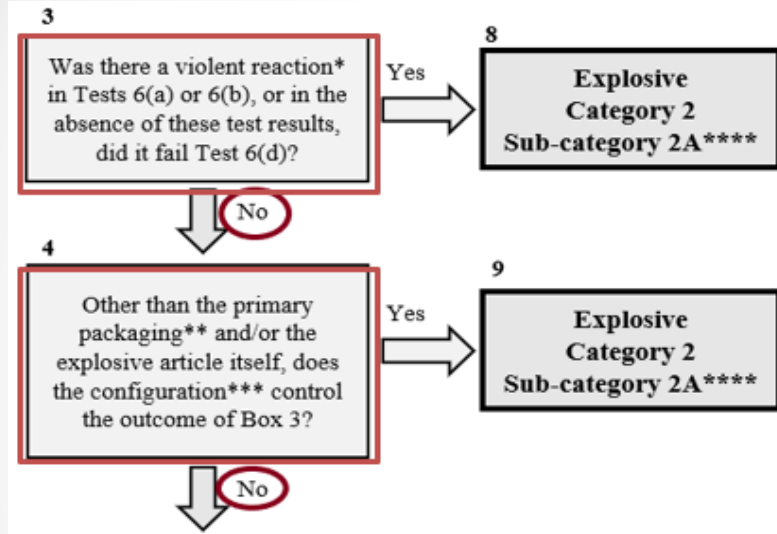 3
Was there a violent reaction*
in Tests 6(a) or 6(b), or in the
absence of these test results,
did it fail Test 6(d)?
Yes
8
Explosive
Category 2
Sub-category 2A****
No
4
Other than the primary
packaging** and/or the
explosive article itself, does
the configuration*** control
the outcome of Box 3?
Yes
9
Explosive
Category 2
Sub-category 2A****
No